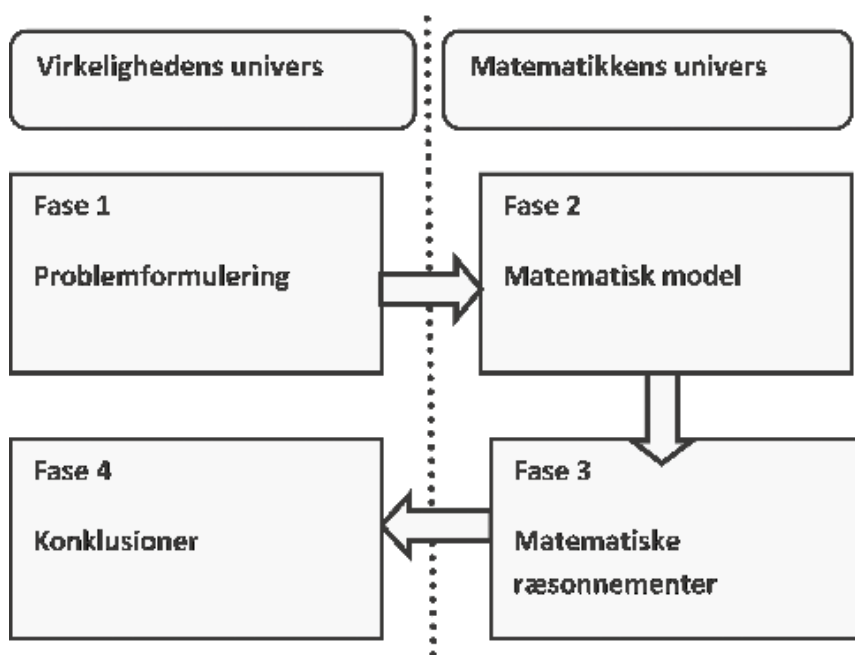 Virkelighedens univers
Matematikkens univers
Fase 1
Problemformulering
Fase 2
Matematisk model
Fase 4
Konklusioner
Fase 3
Matematiske
ræsonnementer